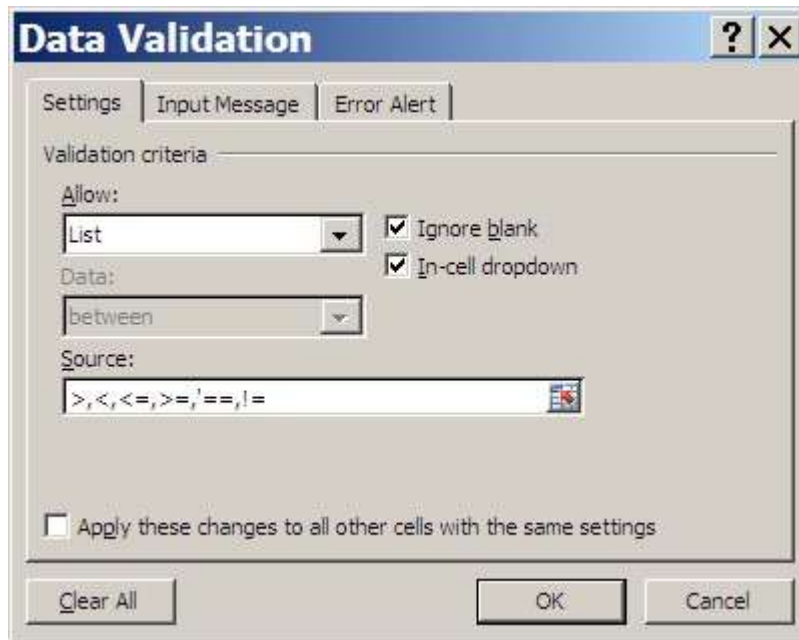 Data Validation
Settings Input Message Error Alert
Validation criteria
Allow:
List
Ignore blank
In-cell dropdown
Data:
between
Source:
>,<,<=,>=,'==,!=
Apply these changes to all other cells with the same settings
Clear All OK Cancel